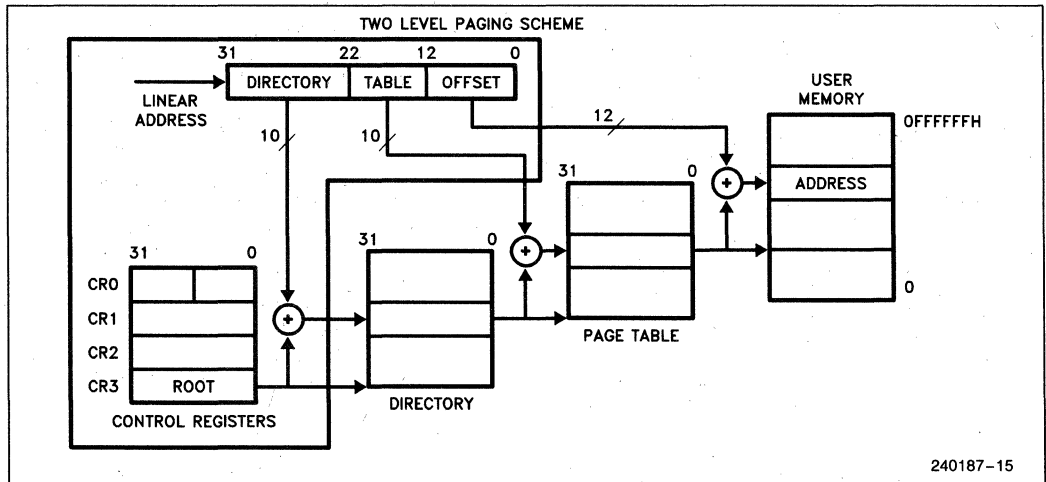 TWO LEVEL PAGING SCHEME
31 22 12 0
DIRECTORY TABLE OFFSET
LINEAR
ADDRESS
10
10
12
USER
MEMORY
0FFFFFFH
ADDRESS
0
31 0
+
+
+
PAGE TABLE
31 0
DIRECTORY
31 0
CR0
CR1
CR2
CR3 ROOT
CONTROL REGISTERS
240187-15